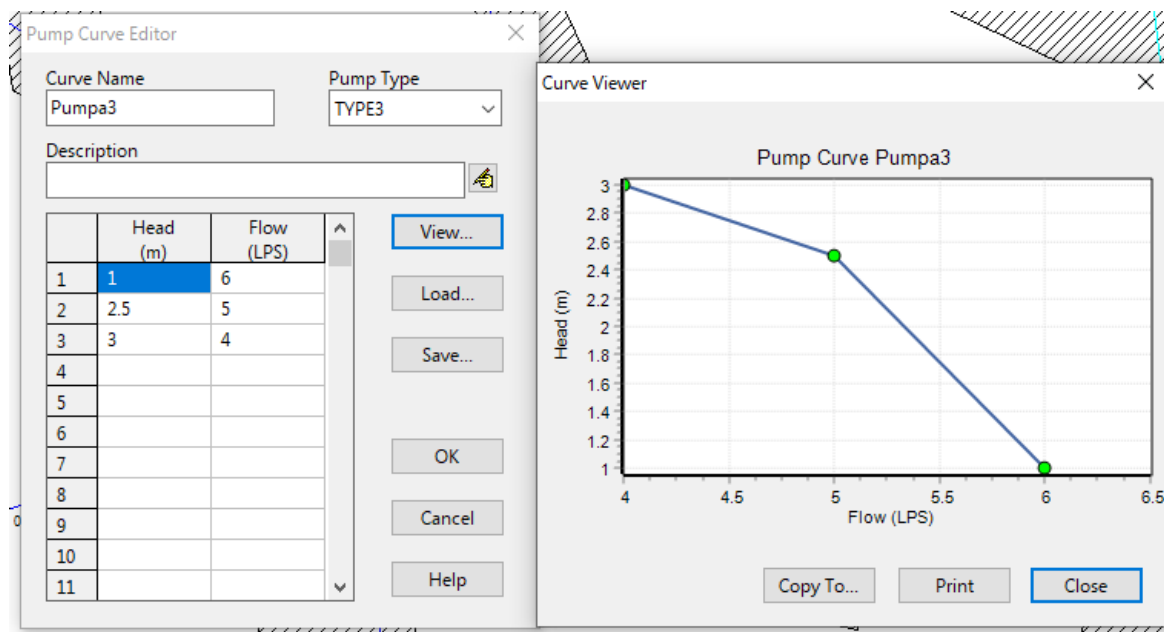 Pump Curve Editor
Curve Name Pump Type
Pumpa3 TYPE3
Description
Head Flow
(m) (LPS)
1 1 6
2 2.5 5
3 3 4
4
5
6
7
8
9
10
11
View...
Load...
Save...
OK
Cancel
Help
0
Curve Viewer
Pump Curve Pumpa3
3
2.8
2.6
2.4
2.2
2
1.8
1.6
1.4
1.2
1
Head (m)
4 4.5 5 5.5 6 6.5
Flow (LPS)
Copy To... Print Close